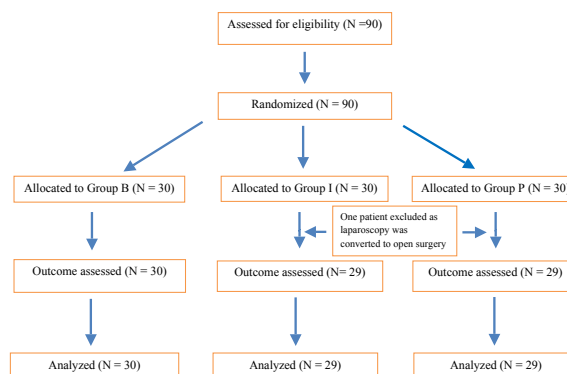 Assessed for eligibility (N =90)
Randomized (N = 90)
Allocated to Group B (N = 30)
Allocated to Group I (N = 30)
Allocated to Group P (N = 30)
One patient excluded as
laparoscopy was
converted to open surgery
Outcome assessed (N = 30)
Outcome assessed (N= 29)
Outcome assessed (N = 29)
Analyzed (N = 30)
Analyzed (N = 29)
Analyzed (N = 29)